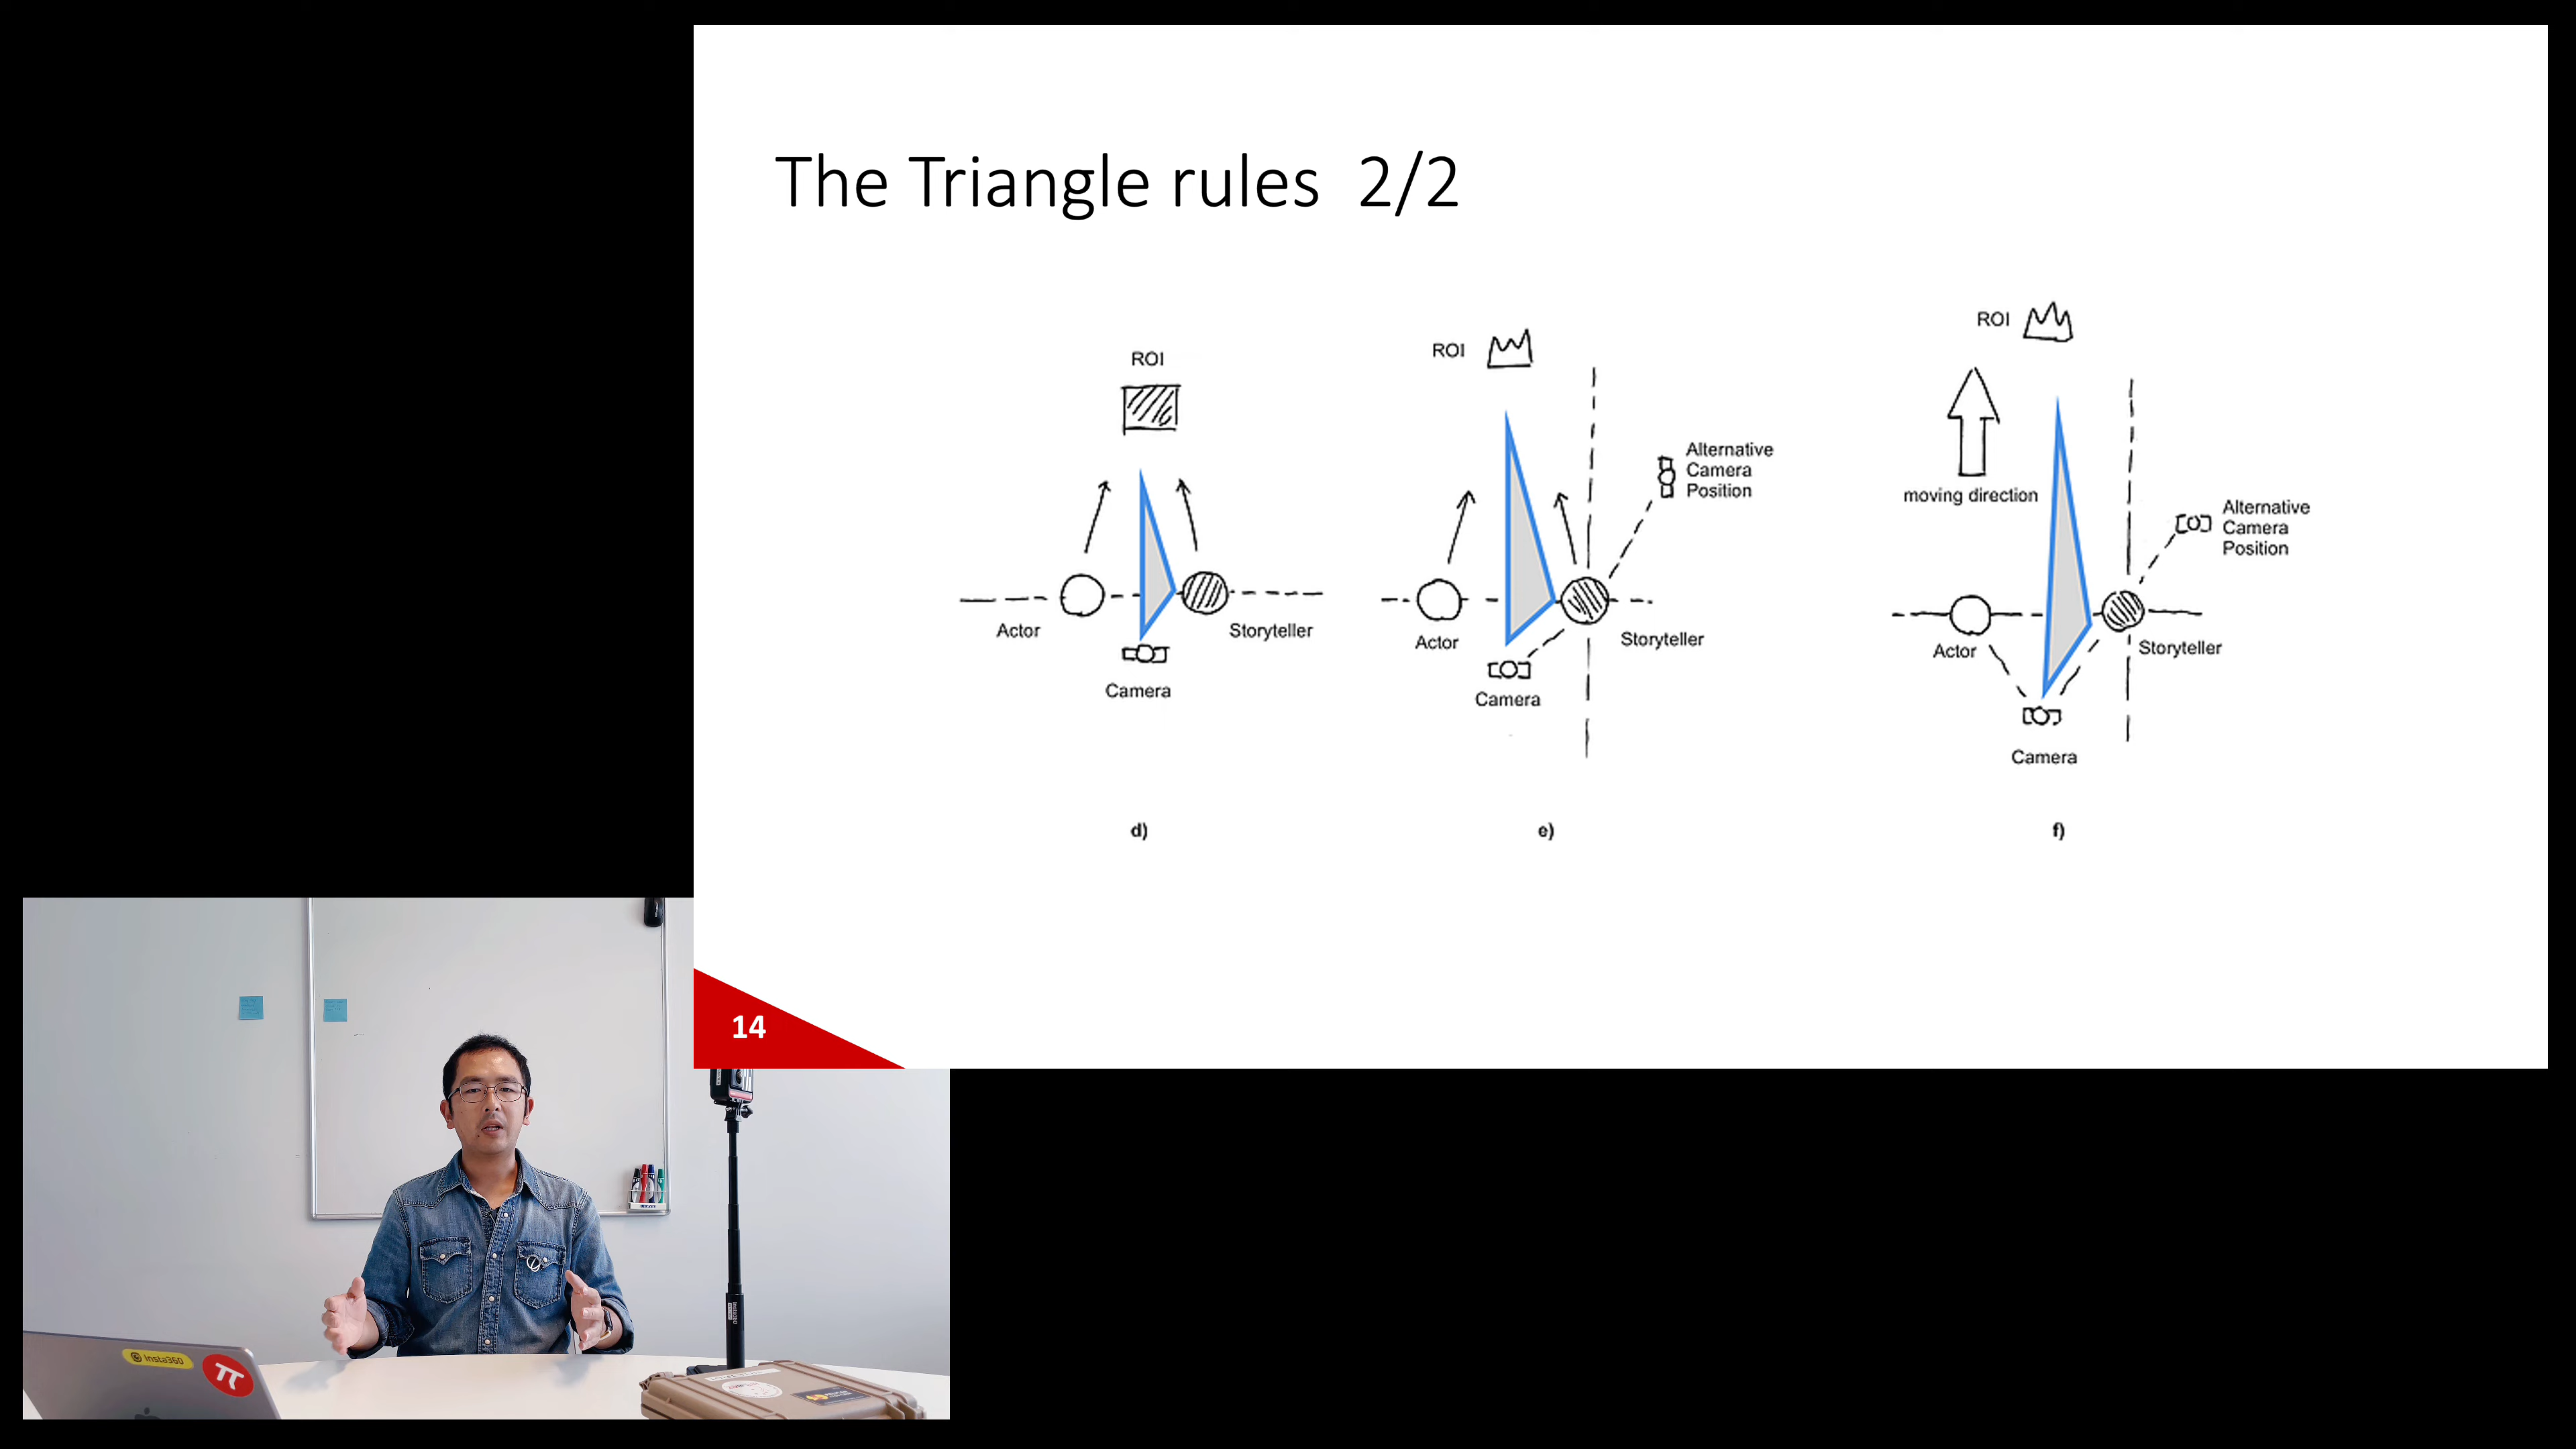 The Triangle rules 2/2
ROI
Actor
Storyteller
Camera
d)
ROI
Alternative
Camera
Position
Actor
Storyteller
Camera
e)
ROI
moving direction
Alternative
Camera
Position
Actor
Storyteller
Camera
f)
14
Insta360
π